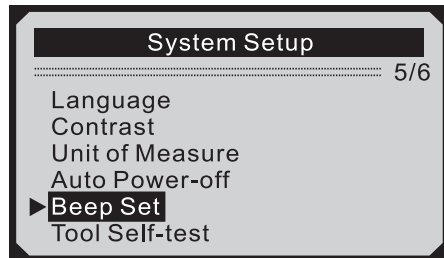 System Setup
5/6
Language
Contrast
Unit of Measure
Auto Power-off
Beep Set
Tool Self-test